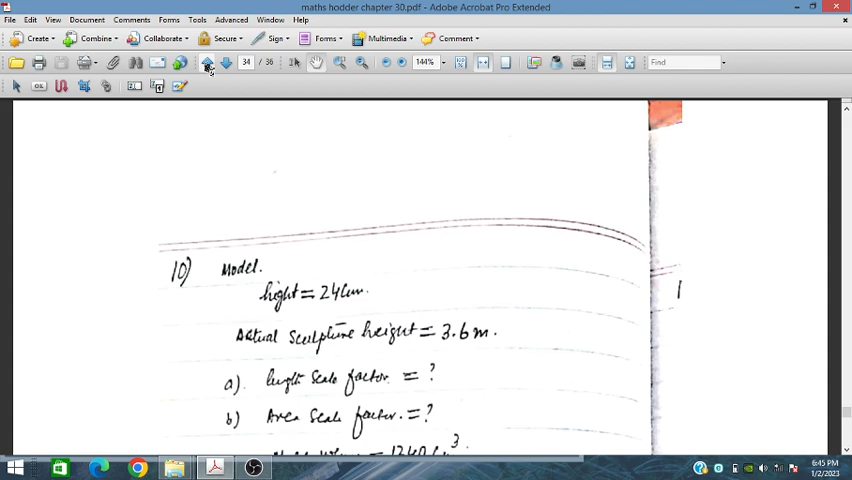 maths hodder chapter 30.pdf - Adobe Acrobat Pro Extended
File Edit View Document Comments Forms Tools Advanced Window Help
Create Combine Collaborate Secure Sign Forms Multimedia Comment
34 / 36 144% Find
10) Model.
hight = 24cm.
Actual sculpture height = 3.6 m.
a). length scale factor. = ?
b) Area scale factor. = ?
6:45 PM
1/2/2023